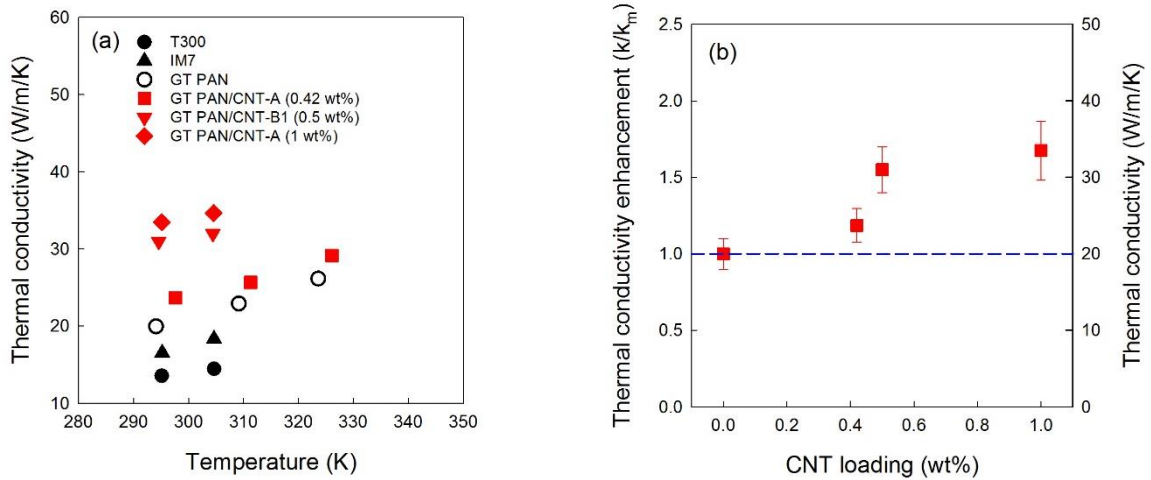 (a)
T300
IM7
GT PAN
GT PAN/CNT-A (0.42 wt%)
GT PAN/CNT-B1 (0.5 wt%)
GT PAN/CNT-A (1 wt%)
Thermal conductivity (W/m/K)
60
50
40
30
20
10
280 290 300 310 320 330 340 350
Temperature (K)
(b)
Thermal conductivity enhancement (k/k_m)
2.5
2.0
1.5
1.0
0.5
0.0
0.0 0.2 0.4 0.6 0.8 1.0
CNT loading (wt%)
50
40
30
20
10
0
Thermal conductivity (W/m/K)